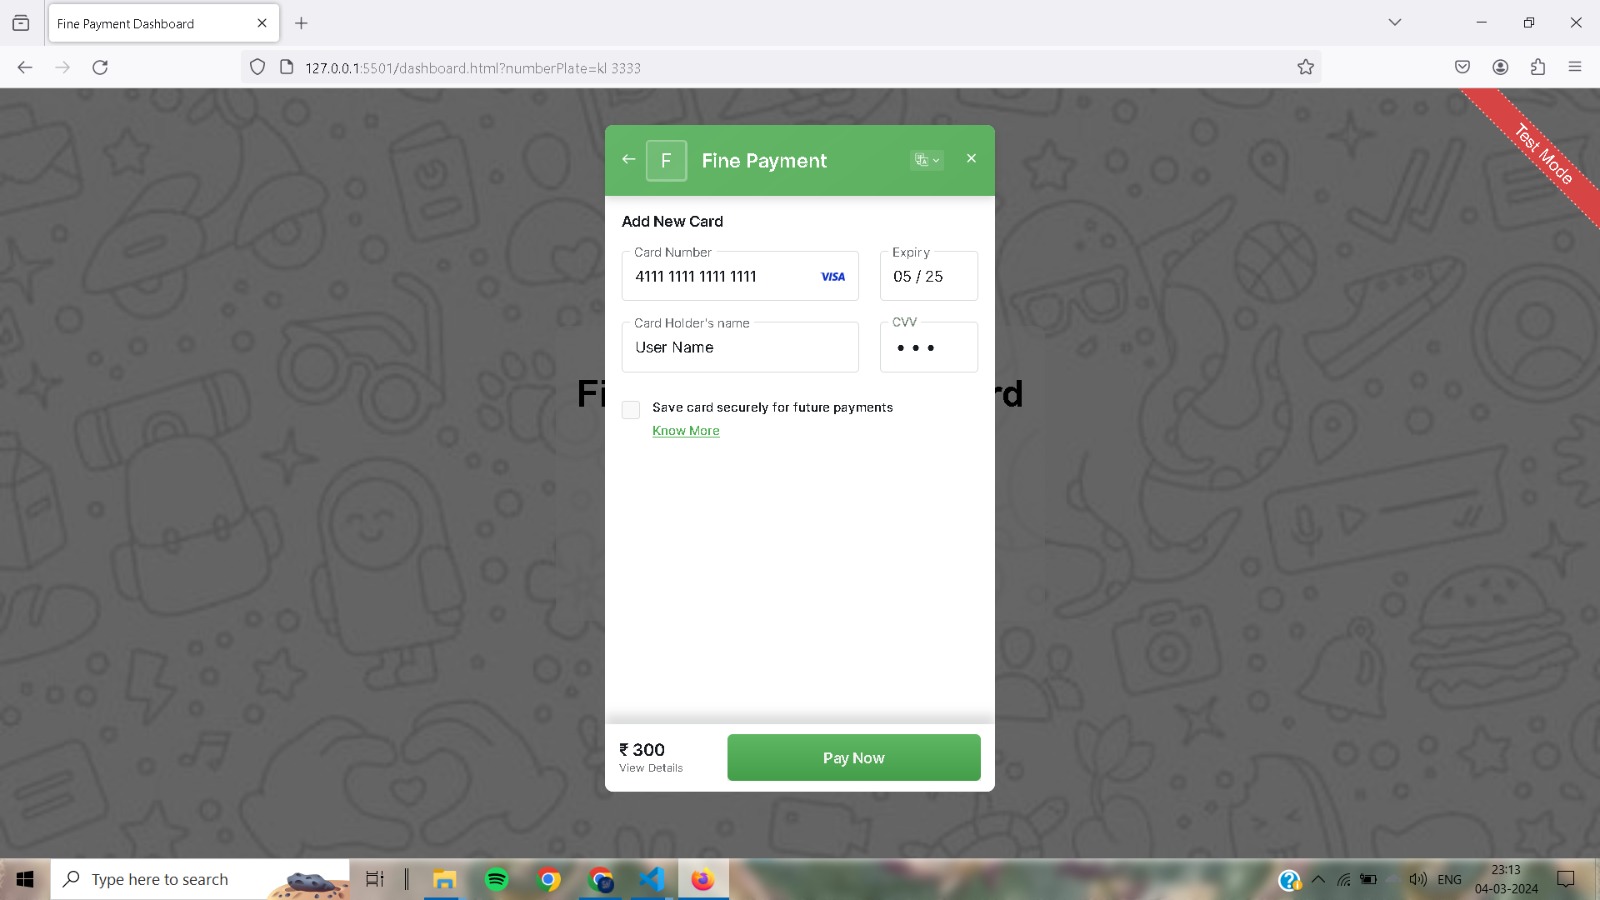 Fine Payment Dashboard
127.0.0.1:5501/dashboard.html?numberPlate=kl 3333
Test Mode
F Fine Payment
Add New Card
Card Number
4111 1111 1111 1111 VISA
Expiry
05 / 25
Card Holder's name
User Name
CVV
Fi
rd
Save card securely for future payments
Know More
₹ 300
View Details
Pay Now
Type here to search
ENG
23:13
04-03-2024